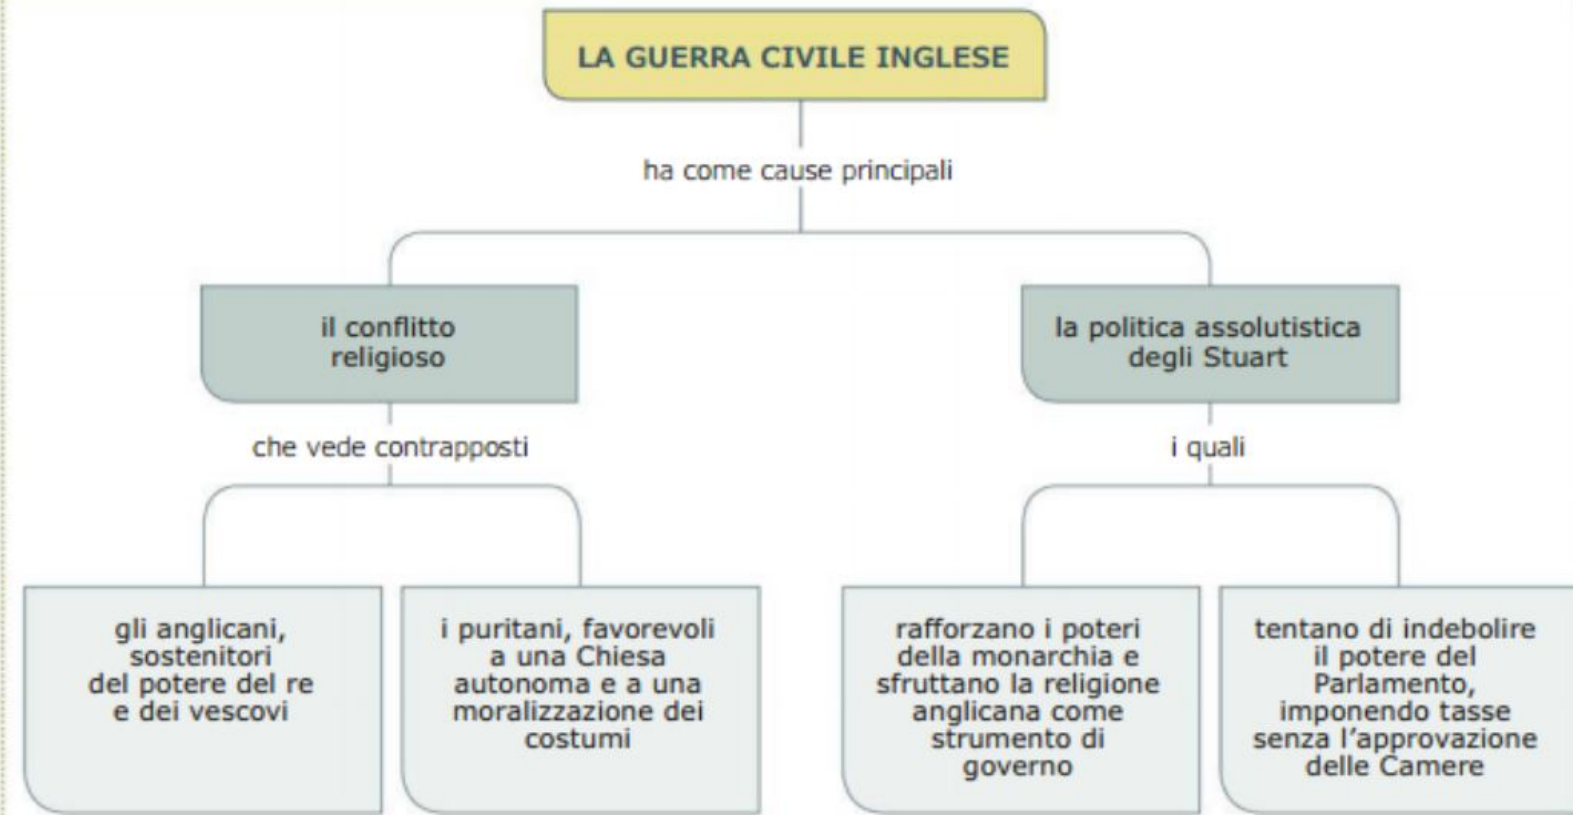 LA GUERRA CIVILE INGLESE
ha come cause principali
il conflitto
religioso
la politica assolutistica
degli Stuart
che vede contrapposti
i quali
gli anglicani,
sostenitori
del potere del re
e dei vescovi
i puritani, favorevoli
a una Chiesa
autonoma e a una
moralizzazione dei
costumi
rafforzano i poteri
della monarchia e
sfruttano la religione
anglicana come
strumento di
governo
tentano di indebolire
il potere del
Parlamento,
imponendo tasse
senza l'approvazione
delle Camere